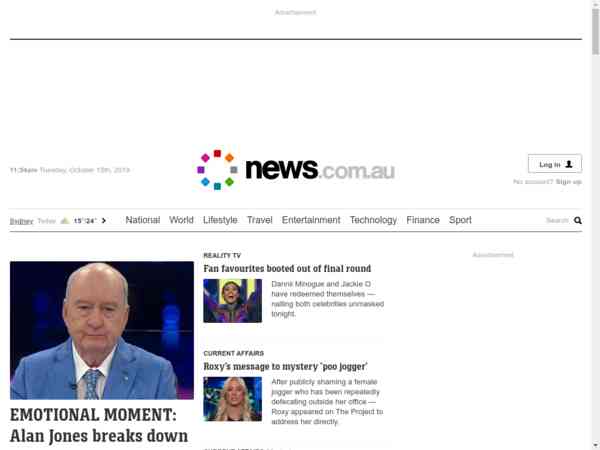 Advertisement
11:34am Tuesday, October 15th, 2019
news.com.au
Log in
No account? Sign up
Sydney Today 15°/24°
National World Lifestyle Travel Entertainment Technology Finance Sport
Search
EMOTIONAL MOMENT:
Alan Jones breaks down
REALITY TV
Fan favourites booted out of final round
Dannii Minogue and Jackie O
have redeemed themselves —
nailing both celebrities unmasked
tonight.
CURRENT AFFAIRS
Roxy's message to mystery 'poo jogger'
After publicly shaming a female
jogger who has been repeatedly
defecating outside her office —
Roxy appeared on The Project to
address her directly.
Advertisement